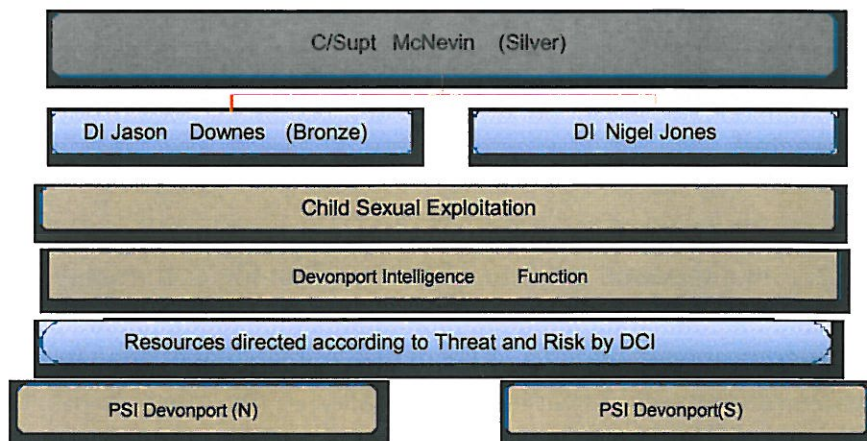 C/Supt McNevin (Silver)
DI Jason Downes (Bronze)
DI Nigel Jones
Child Sexual Exploitation
Devonport Intelligence Function
Resources directed according to Threat and Risk by DCI
PSI Devonport (N)
PSI Devonport(S)